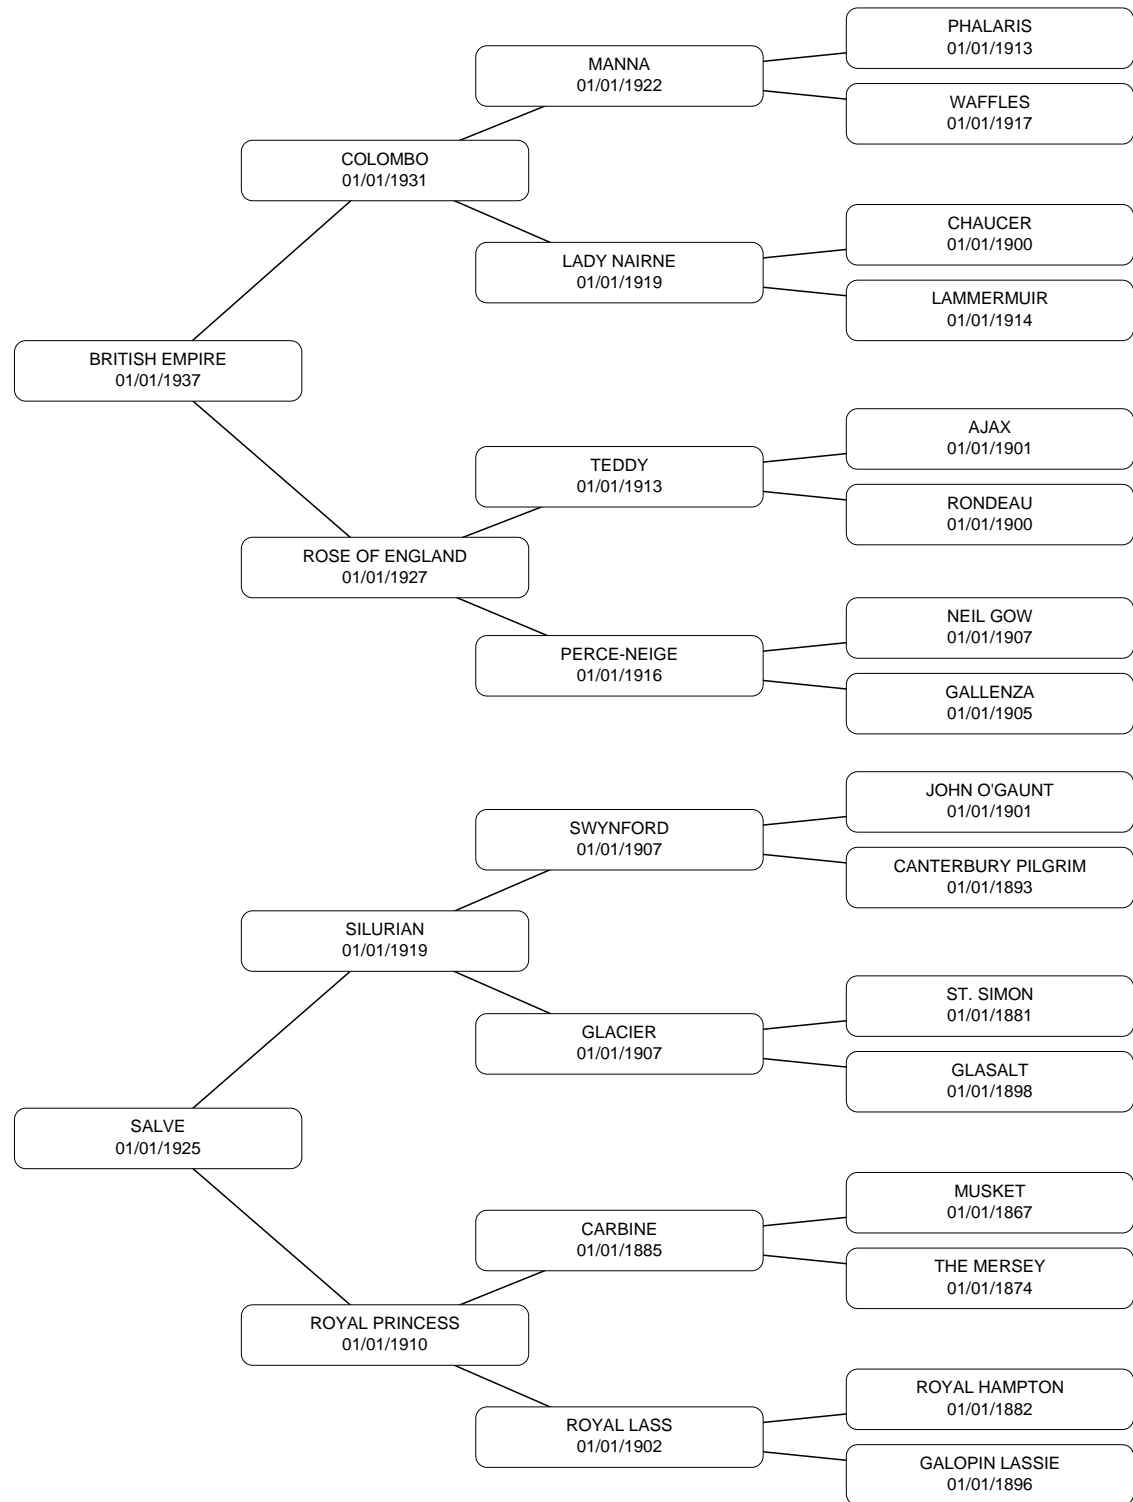 PHALARIS
01/01/1913
MANNA
01/01/1922
WAFFLES
01/01/1917
COLOMBO
01/01/1931
CHAUCER
01/01/1900
LADY NAIRNE
01/01/1919
LAMMERMUIR
01/01/1914
BRITISH EMPIRE
01/01/1937
AJAX
01/01/1901
TEDDY
01/01/1913
RONDEAU
01/01/1900
ROSE OF ENGLAND
01/01/1927
NEIL GOW
01/01/1907
PERCE-NEIGE
01/01/1916
GALLENZA
01/01/1905
JOHN O'GAUNT
01/01/1901
SWYNFORD
01/01/1907
CANTERBURY PILGRIM
01/01/1893
SILURIAN
01/01/1919
ST. SIMON
01/01/1881
GLACIER
01/01/1907
GLASALT
01/01/1898
SALVE
01/01/1925
MUSKET
01/01/1867
CARBINE
01/01/1885
THE MERSEY
01/01/1874
ROYAL PRINCESS
01/01/1910
ROYAL HAMPTON
01/01/1882
ROYAL LASS
01/01/1902
GALOPIN LASSIE
01/01/1896